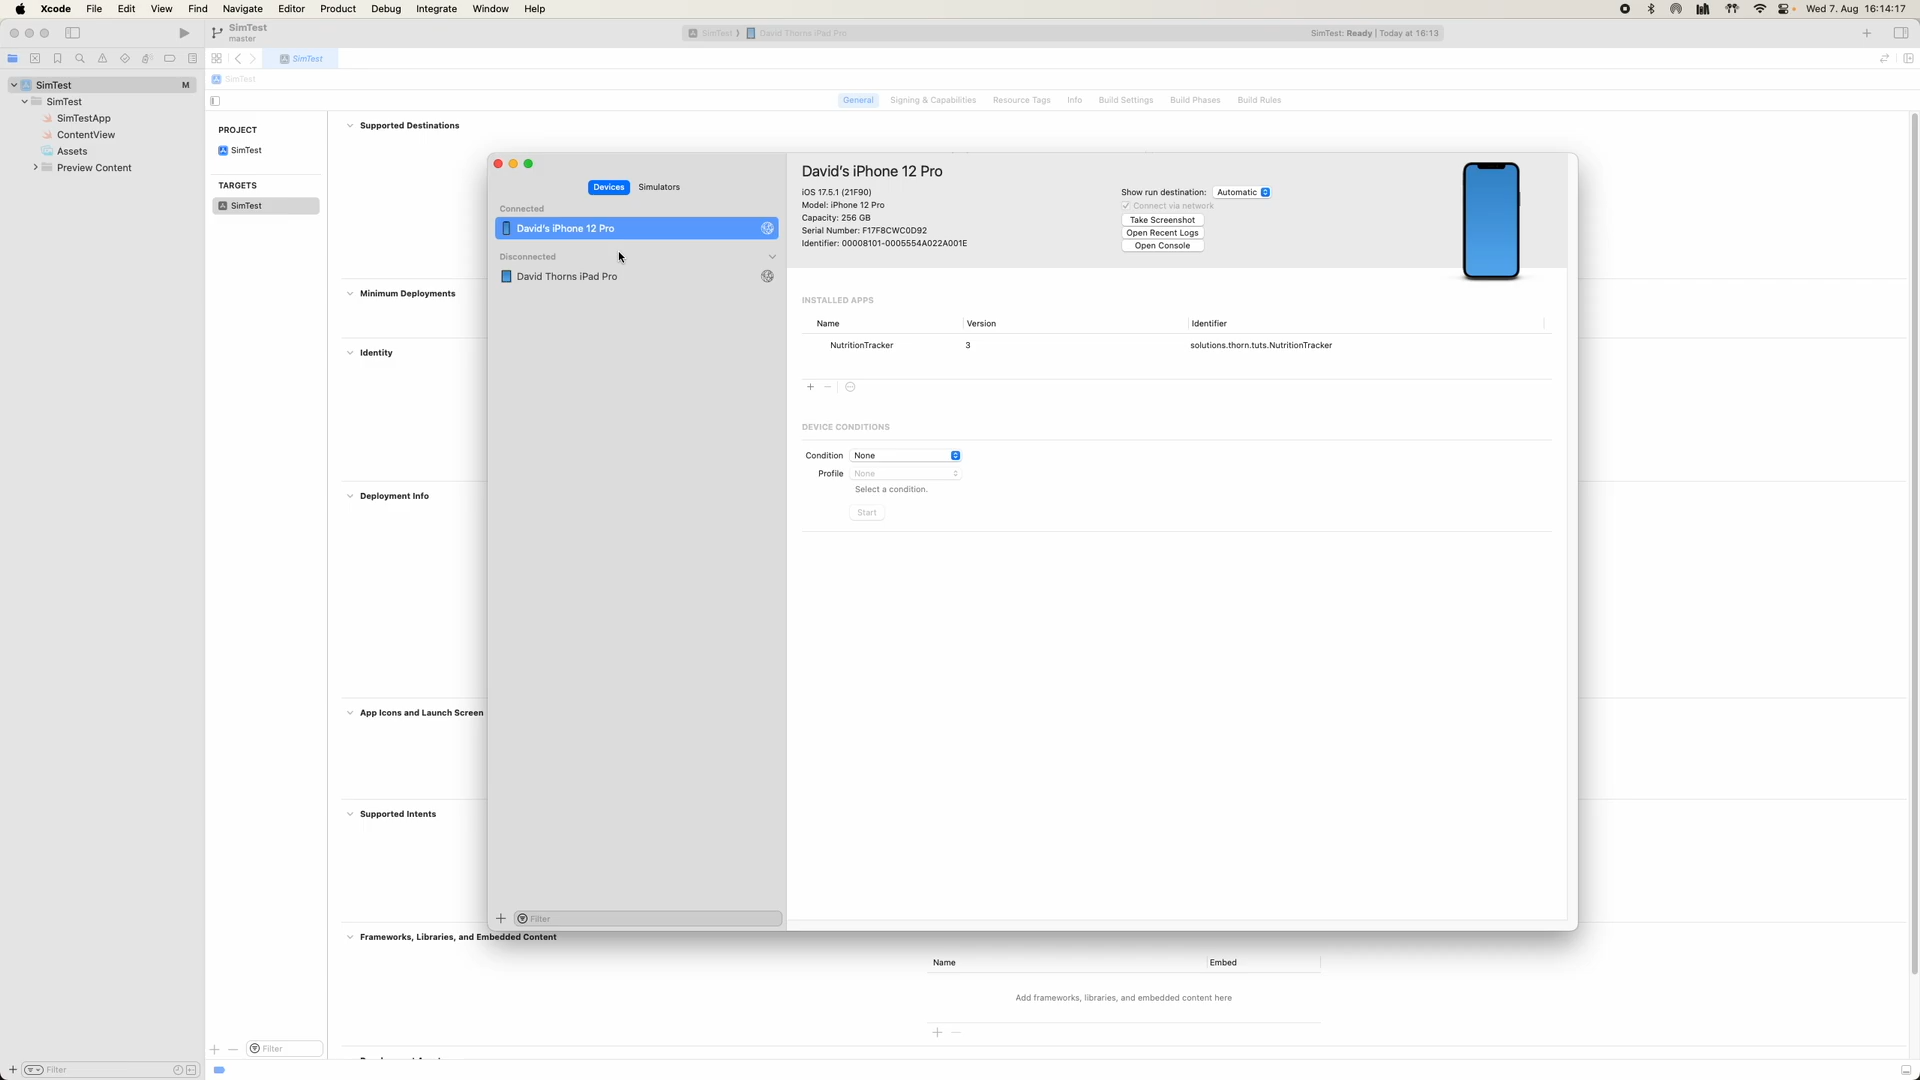 Xcode File Edit View Find Navigate Editor Product Debug Integrate Window Help Wed 7. Aug 16:14:17
SimTest
master
SimTest David Thorns iPad Pro SimTest: Ready | Today at 16:13
SimTest
SimTest M
SimTest
SimTest
SimTestApp
ContentView
Assets
Preview Content
General Signing & Capabilities Resource Tags Info Build Settings Build Phases Build Rules
PROJECT
SimTest
TARGETS
SimTest
Supported Destinations
Minimum Deployments
Identity
Deployment Info
App Icons and Launch Screen
Supported Intents
Frameworks, Libraries, and Embedded Content
Name Embed
Add frameworks, libraries, and embedded content here
Devices Simulators
Connected
David's iPhone 12 Pro
Disconnected
David Thorns iPad Pro
Filter
David's iPhone 12 Pro
iOS 17.5.1 (21F90)
Model: iPhone 12 Pro
Capacity: 256 GB
Serial Number: F17F8CWC0D92
Identifier: 00008101-0005554A022A001E
Show run destination: Automatic
Connect via network
Take Screenshot
Open Recent Logs
Open Console
INSTALLED APPS
Name Version Identifier
NutritionTracker 3 solutions.thorn.tuts.NutritionTracker
DEVICE CONDITIONS
Condition None
Profile None
Select a condition.
Start
Filter
Filter